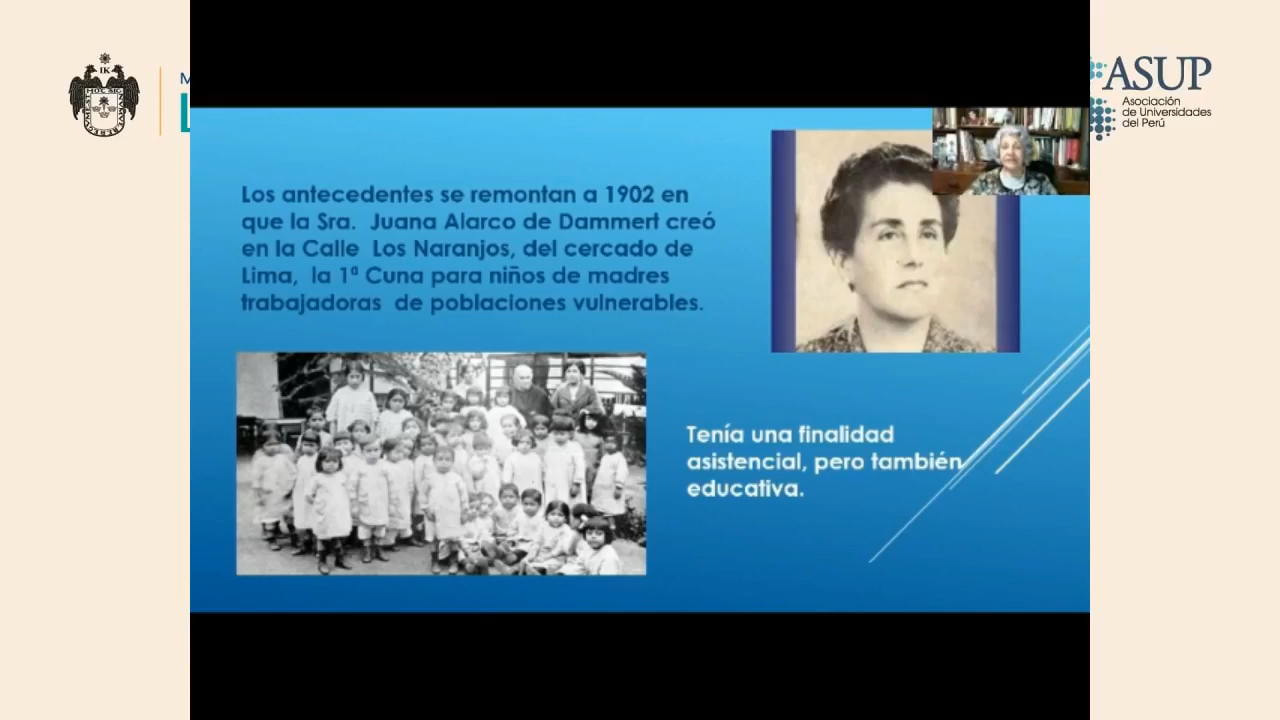 IK
M
L
ASUP
Asociación
de Universidades
del Perú
Los antecedentes se remontan a 1902 en
que la Sra.  Juana Alarco de Dammert creó
en la Calle  Los Naranjos, del cercado de
Lima,  la 1ª Cuna para niños de madres
trabajadoras  de poblaciones vulnerables.
Tenía una finalidad
asistencial, pero también
educativa.